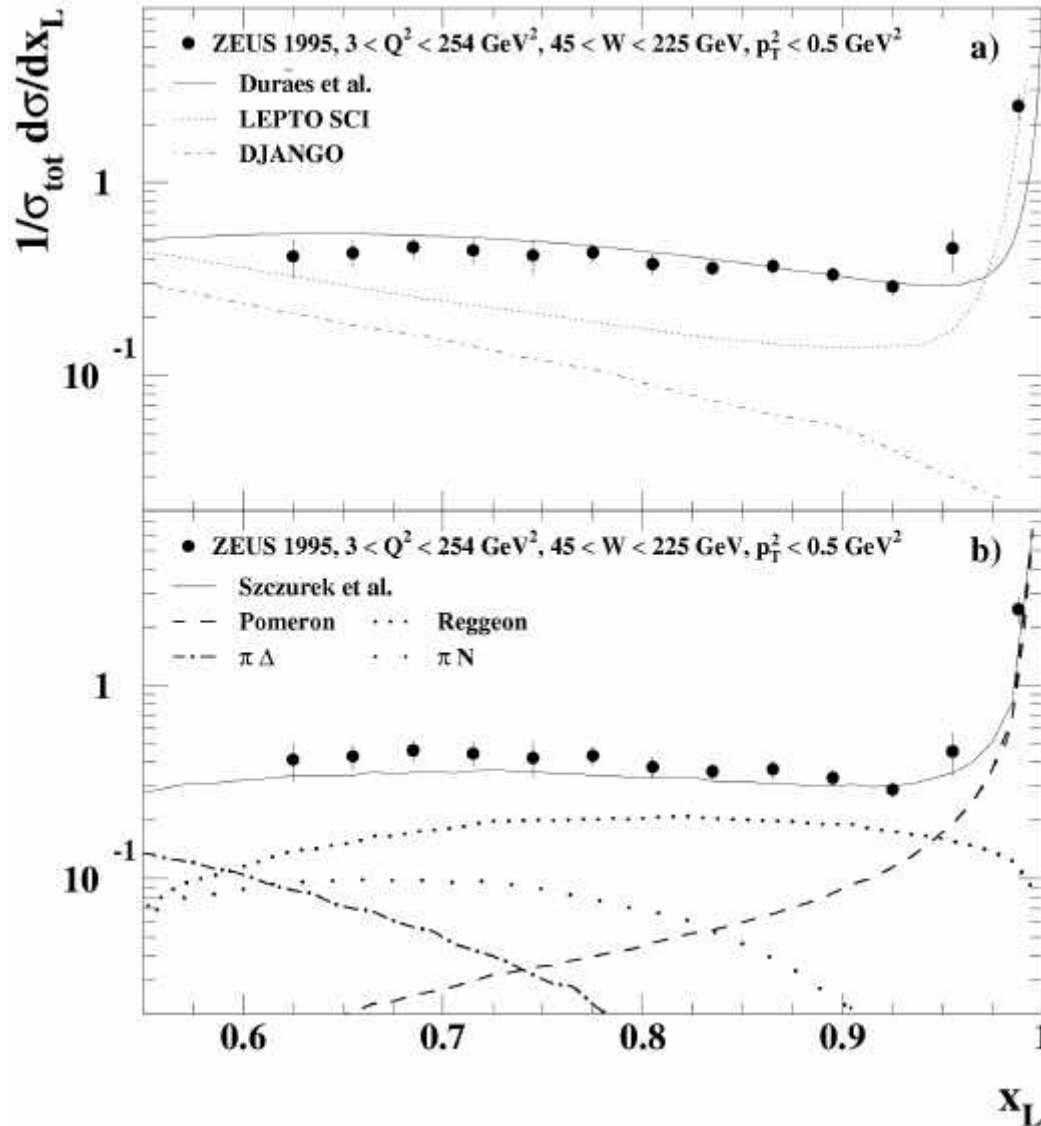 1/σ_tot dσ/dx_L
ZEUS 1995, 3 < Q² < 254 GeV², 45 < W < 225 GeV, p_T² < 0.5 GeV²
a)
Duraes et al.
LEPTO SCI
DJANGO
1
10⁻¹
ZEUS 1995, 3 < Q² < 254 GeV², 45 < W < 225 GeV, p_T² < 0.5 GeV²
b)
Szczurek et al.
Pomeron Reggeon
π Δ π N
1
10⁻¹
0.6 0.7 0.8 0.9 1
x_L